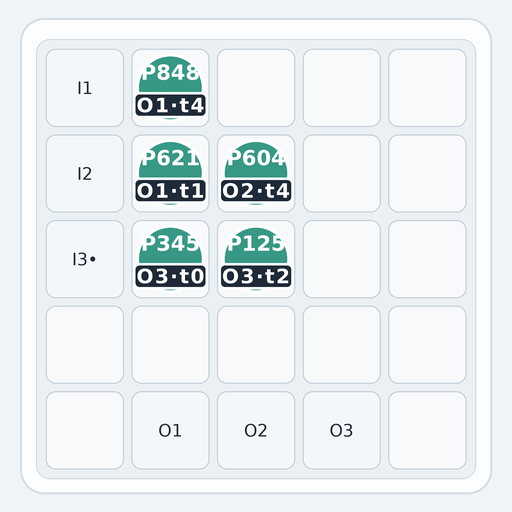 I1
P848
O1·t4
I2
P621
O1·t1
P604
O2·t4
I3•
P345
O3·t0
P125
O3·t2
O1
O2
O3